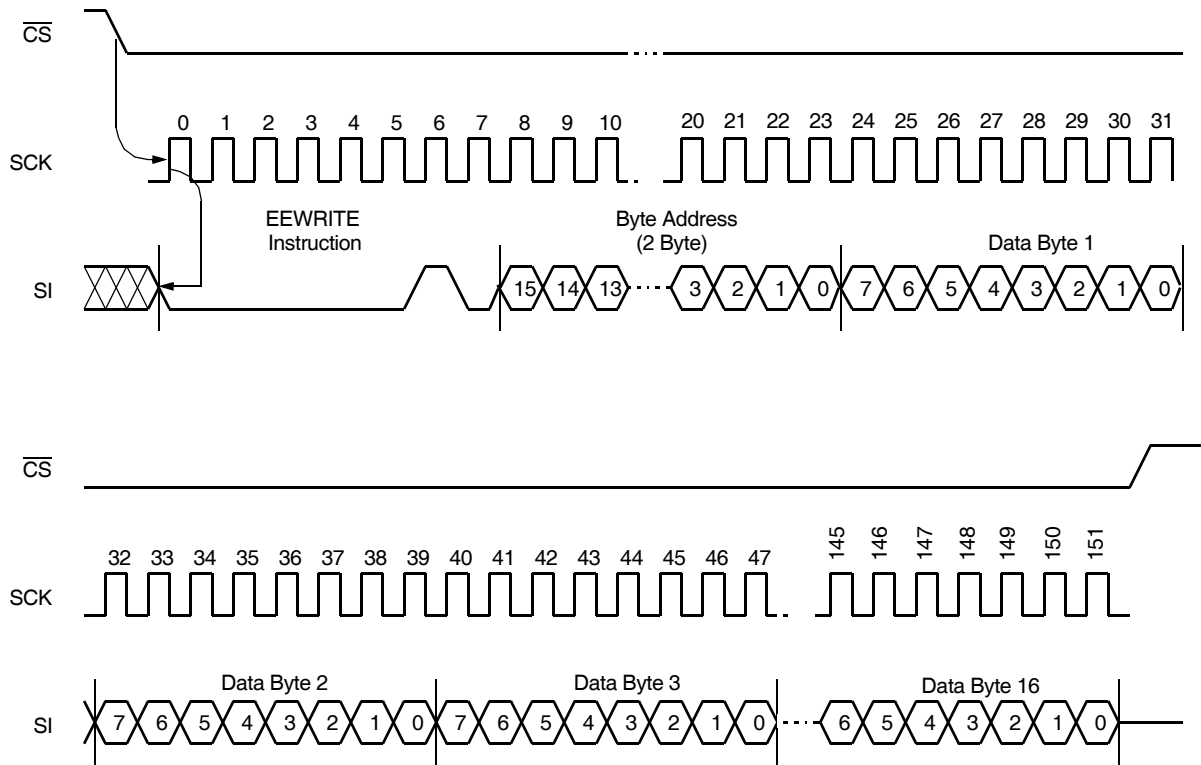 CS
0 1 2 3 4 5 6 7 8 9 10 20 21 22 23 24 25 26 27 28 29 30 31
SCK
EEWRITE
Instruction
Byte Address
(2 Byte)
Data Byte 1
SI
15 14 13 3 2 1 0 7 6 5 4 3 2 1 0
CS
32 33 34 35 36 37 38 39 40 41 42 43 44 45 46 47 145 146 147 148 149 150 151
SCK
Data Byte 2 Data Byte 3 Data Byte 16
SI
7 6 5 4 3 2 1 0 7 6 5 4 3 2 1 0 6 5 4 3 2 1 0